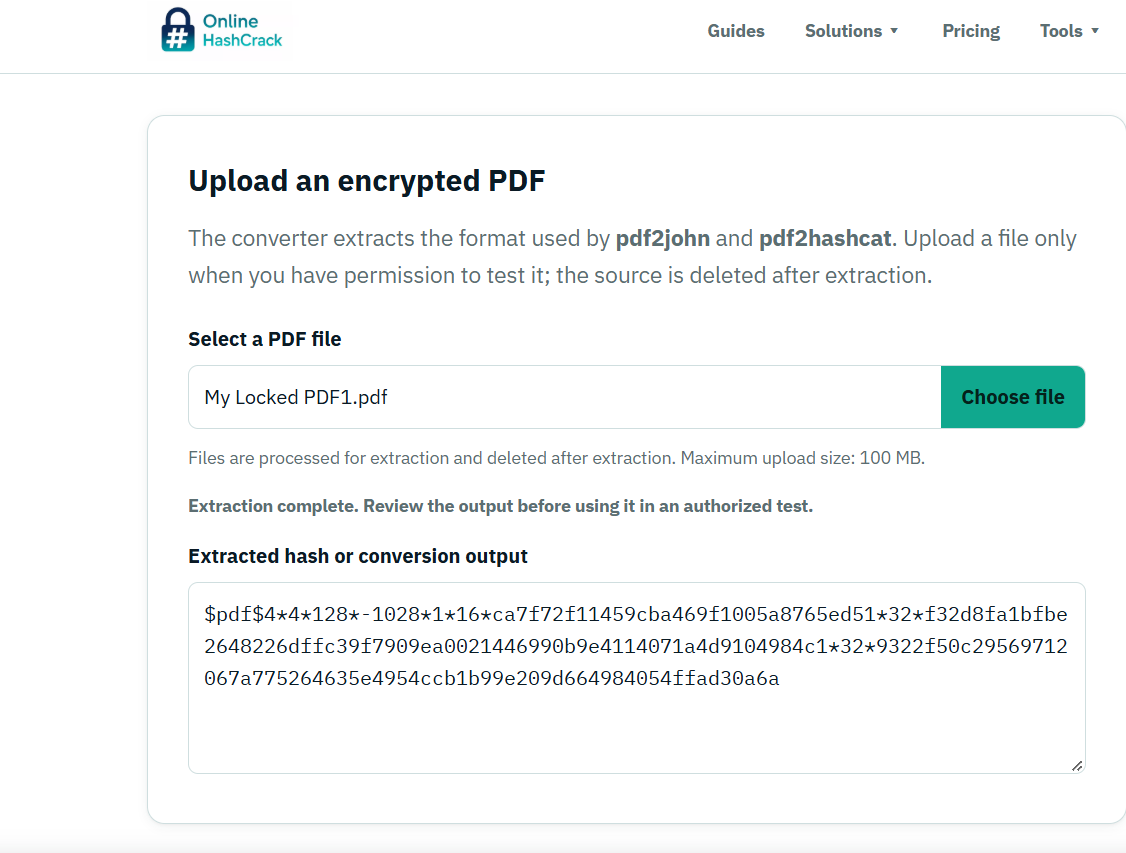 Online
HashCrack
Guides Solutions ▼ Pricing Tools ▼
Upload an encrypted PDF
The converter extracts the format used by pdf2john and pdf2hashcat. Upload a file only
when you have permission to test it; the source is deleted after extraction.
Select a PDF file
My Locked PDF1.pdf Choose file
Files are processed for extraction and deleted after extraction. Maximum upload size: 100 MB.
Extraction complete. Review the output before using it in an authorized test.
Extracted hash or conversion output
$pdf$4*4*128*-1028*1*16*ca7f72f11459cba469f1005a8765ed51*32*f32d8fa1bfbe
2648226dffc39f7909ea0021446990b9e4114071a4d9104984c1*32*9322f50c29569712
067a775264635e4954ccb1b99e209d664984054ffad30a6a